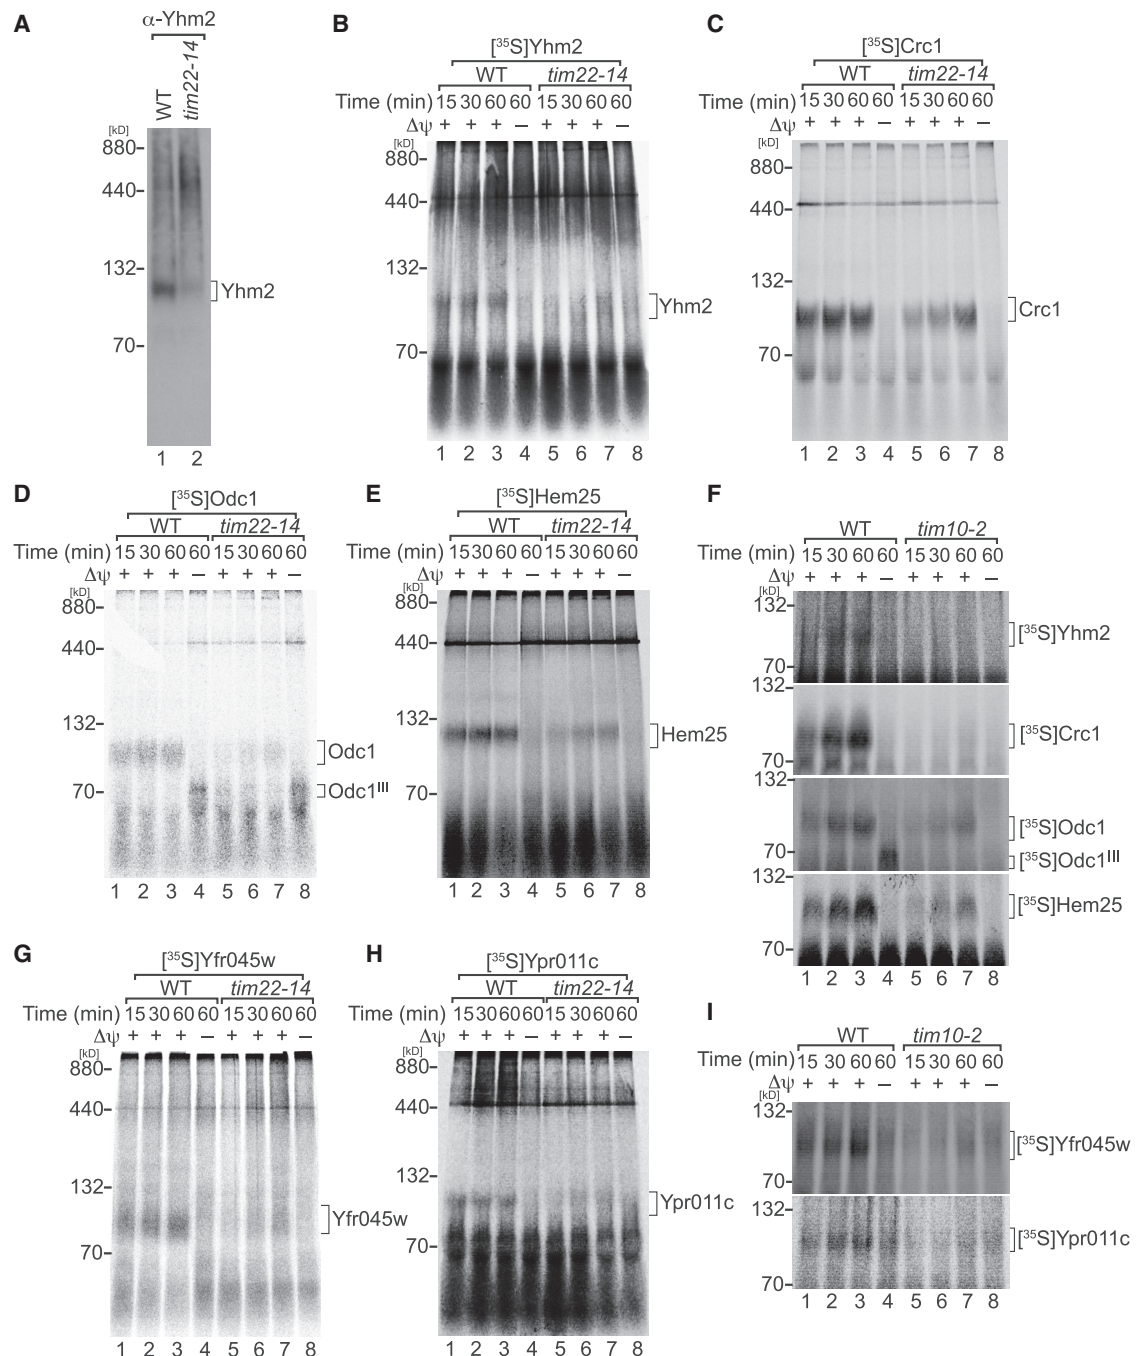 A
α-Yhm2
WT
tim22-14
[kD]
880
440
132
70
Yhm2
1 2
B
[³⁵S]Yhm2
WT tim22-14
Time (min) 15 30 60 60 15 30 60 60
Δψ + + + − + + + −
[kD]
880
440
132
70
Yhm2
1 2 3 4 5 6 7 8
C
[³⁵S]Crc1
WT tim22-14
Time (min) 15 30 60 60 15 30 60 60
Δψ + + + − + + + −
[kD]
880
440
132
70
Crc1
1 2 3 4 5 6 7 8
D
[³⁵S]Odc1
WT tim22-14
Time (min) 15 30 60 60 15 30 60 60
Δψ + + + − + + + −
[kD]
880
440
132
70
Odc1
Odc1ᴵᴵᴵ
1 2 3 4 5 6 7 8
E
[³⁵S]Hem25
WT tim22-14
Time (min) 15 30 60 60 15 30 60 60
Δψ + + + − + + + −
[kD]
880
440
132
70
Hem25
1 2 3 4 5 6 7 8
F
WT tim10-2
Time (min) 15 30 60 60 15 30 60 60
Δψ + + + − + + + −
[kD]
132
[³⁵S]Yhm2
70
132
[³⁵S]Crc1
70
132
[³⁵S]Odc1
70
[³⁵S]Odc1ᴵᴵᴵ
132
[³⁵S]Hem25
70
1 2 3 4 5 6 7 8
G
[³⁵S]Yfr045w
WT tim22-14
Time (min) 15 30 60 60 15 30 60 60
Δψ + + + − + + + −
[kD]
880
440
132
70
Yfr045w
1 2 3 4 5 6 7 8
H
[³⁵S]Ypr011c
WT tim22-14
Time (min) 15 30 60 60 15 30 60 60
Δψ + + + − + + + −
[kD]
880
440
132
70
Ypr011c
1 2 3 4 5 6 7 8
I
WT tim10-2
Time (min) 15 30 60 60 15 30 60 60
Δψ + + + − + + + −
[kD]
132
[³⁵S]Yfr045w
70
132
[³⁵S]Ypr011c
70
1 2 3 4 5 6 7 8